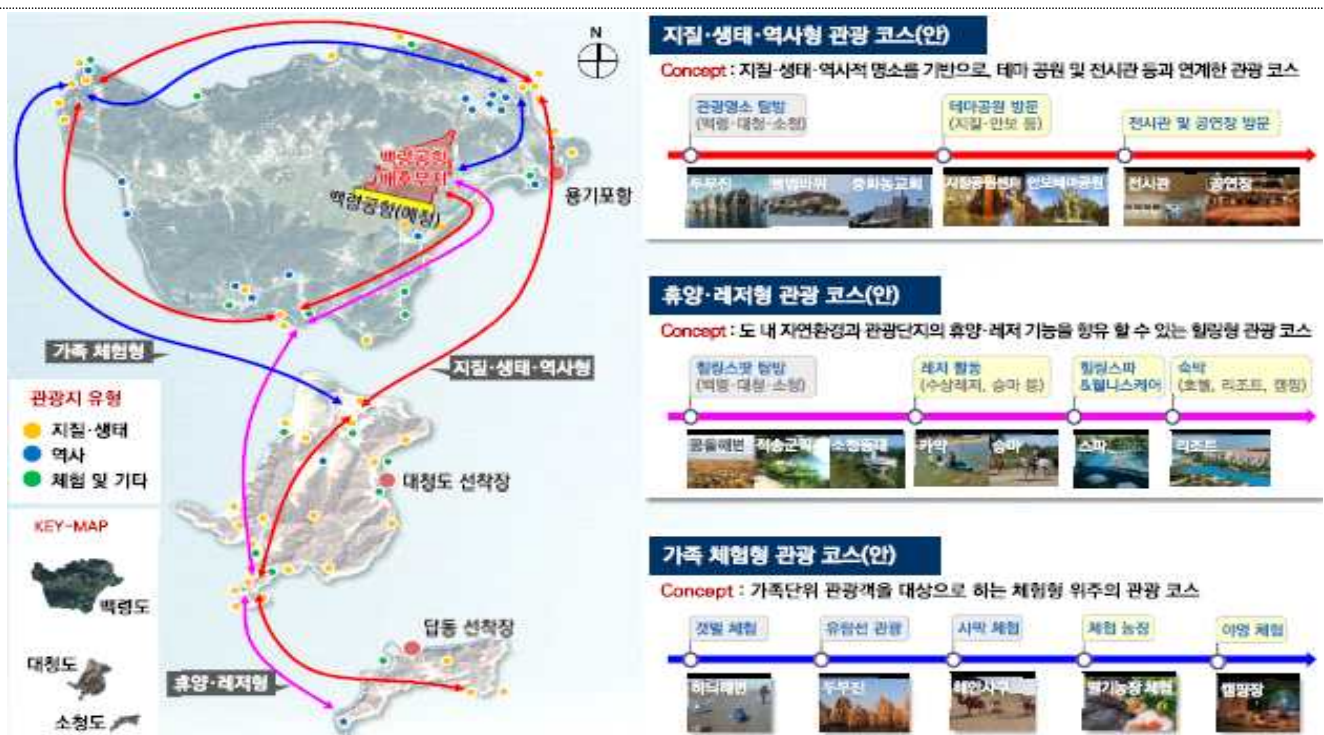 N
백령공항
배후부지
백령공항(예정)
용기포항
가족 체험형
지질·생태·역사형
관광지 유형
지질·생태
역사
체험 및 기타
대청도 선착장
KEY-MAP
백령도
대청도
소청도
답동 선착장
휴양·레저형
지질·생태·역사형 관광 코스(안)
Concept : 지질·생태·역사적 명소를 기반으로, 테마 공원 및 전시관 등과 연계한 관광 코스
관광명소 탐방
(백령·대청·소청)
테마공원 방문
(지질·안보 등)
전시관 및 공연장 방문
두무진
중화동교회
지질공원센터
안보테마공원
전시관
공연장
휴양·레저형 관광 코스(안)
Concept : 도 내 자연환경과 관광단지의 휴양·레저 기능을 향유 할 수 있는 힐링형 관광 코스
힐링스팟 탐방
(백령·대청·소청)
레저 활동
(수상레저, 승마 등)
힐링스파
&웰니스케어
숙박
(호텔, 리조트, 캠핑)
콩돌해변
적송군락
소청등대
카약
승마
스파
리조트
가족 체험형 관광 코스(안)
Concept : 가족단위 관광객을 대상으로 하는 체험형 위주의 관광 코스
갯벌 체험
유람선 관광
사막 체험
체험 농장
야영 체험
두무진
해안사구
딸기농장 체험
캠핑장